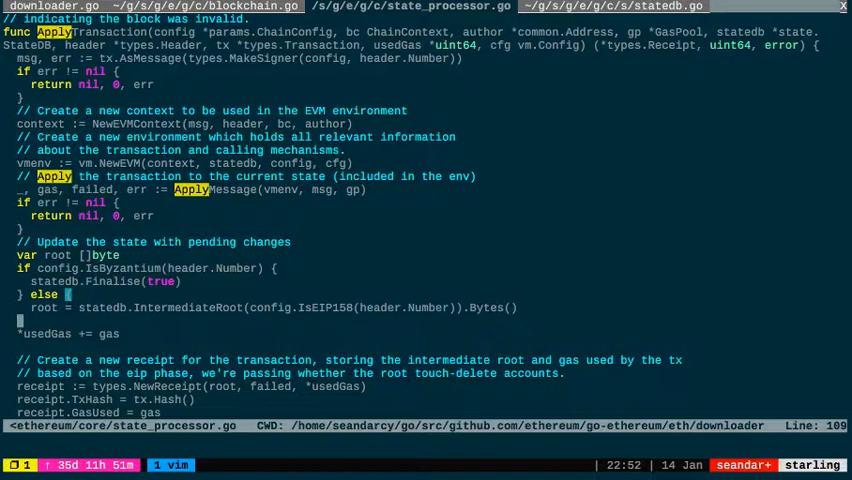 downloader.go  ~/g/s/g/e/g/c/blockchain.go  /s/g/e/g/c/state_processor.go  ~/g/s/g/e/g/c/s/statedb.go  X
// indicating the block was invalid.
func ApplyTransaction(config *params.ChainConfig, bc ChainContext, author *common.Address, gp *GasPool, statedb *state.
StateDB, header *types.Header, tx *types.Transaction, usedGas *uint64, cfg vm.Config) (*types.Receipt, uint64, error) {
  msg, err := tx.AsMessage(types.MakeSigner(config, header.Number))
  if err != nil {
    return nil, 0, err
  }
  // Create a new context to be used in the EVM environment
  context := NewEVMContext(msg, header, bc, author)
  // Create a new environment which holds all relevant information
  // about the transaction and calling mechanisms.
  vmenv := vm.NewEVM(context, statedb, config, cfg)
  // Apply the transaction to the current state (included in the env)
  _, gas, failed, err := ApplyMessage(vmenv, msg, gp)
  if err != nil {
    return nil, 0, err
  }
  // Update the state with pending changes
  var root []byte
  if config.IsByzantium(header.Number) {
    statedb.Finalise(true)
  } else {
    root = statedb.IntermediateRoot(config.IsEIP158(header.Number)).Bytes()
  *usedGas += gas
  // Create a new receipt for the transaction, storing the intermediate root and gas used by the tx
  // based on the eip phase, we're passing whether the root touch-delete accounts.
  receipt := types.NewReceipt(root, failed, *usedGas)
  receipt.TxHash = tx.Hash()
  receipt.GasUsed = gas
<ethereum/core/state_processor.go   CWD: /home/seandarcy/go/src/github.com/ethereum/go-ethereum/eth/downloader   Line: 109
1  ↑ 35d 11h 51m  1 vim  | 22:52 | 14 Jan  seandar+  starling